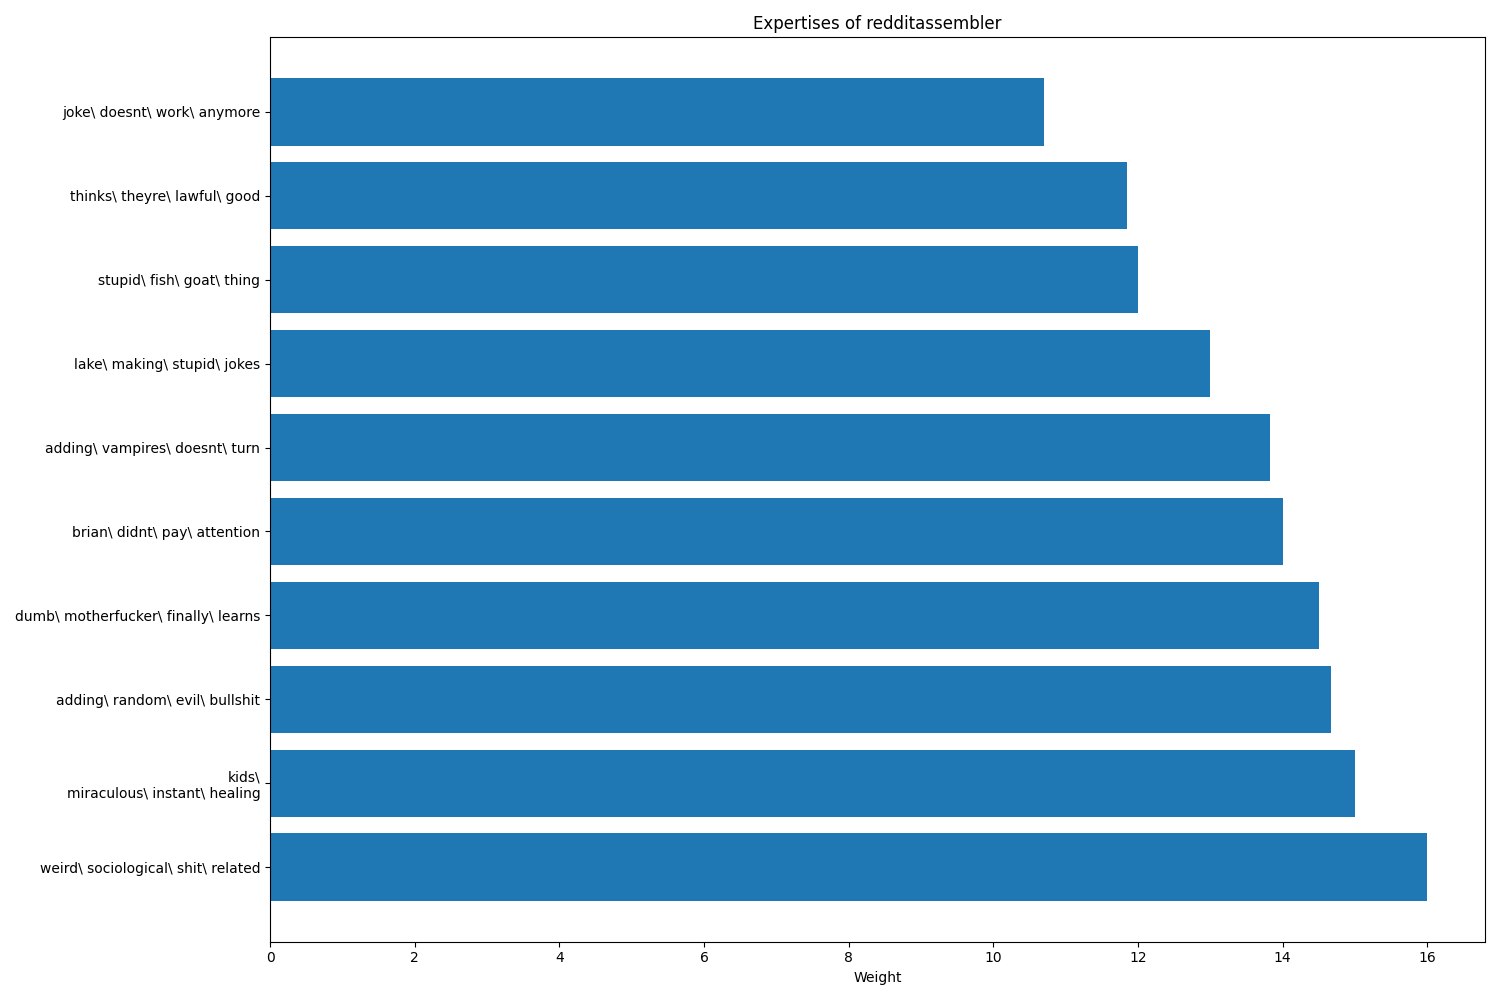 Expertises of redditassembler
joke\ doesnt\ work\ anymore
thinks\ theyre\ lawful\ good
stupid\ fish\ goat\ thing
lake\ making\ stupid\ jokes
adding\ vampires\ doesnt\ turn
brian\ didnt\ pay\ attention
dumb\ motherfucker\ finally\ learns
adding\ random\ evil\ bullshit
kids\
miraculous\ instant\ healing
weird\ sociological\ shit\ related
0 2 4 6 8 10 12 14 16
Weight